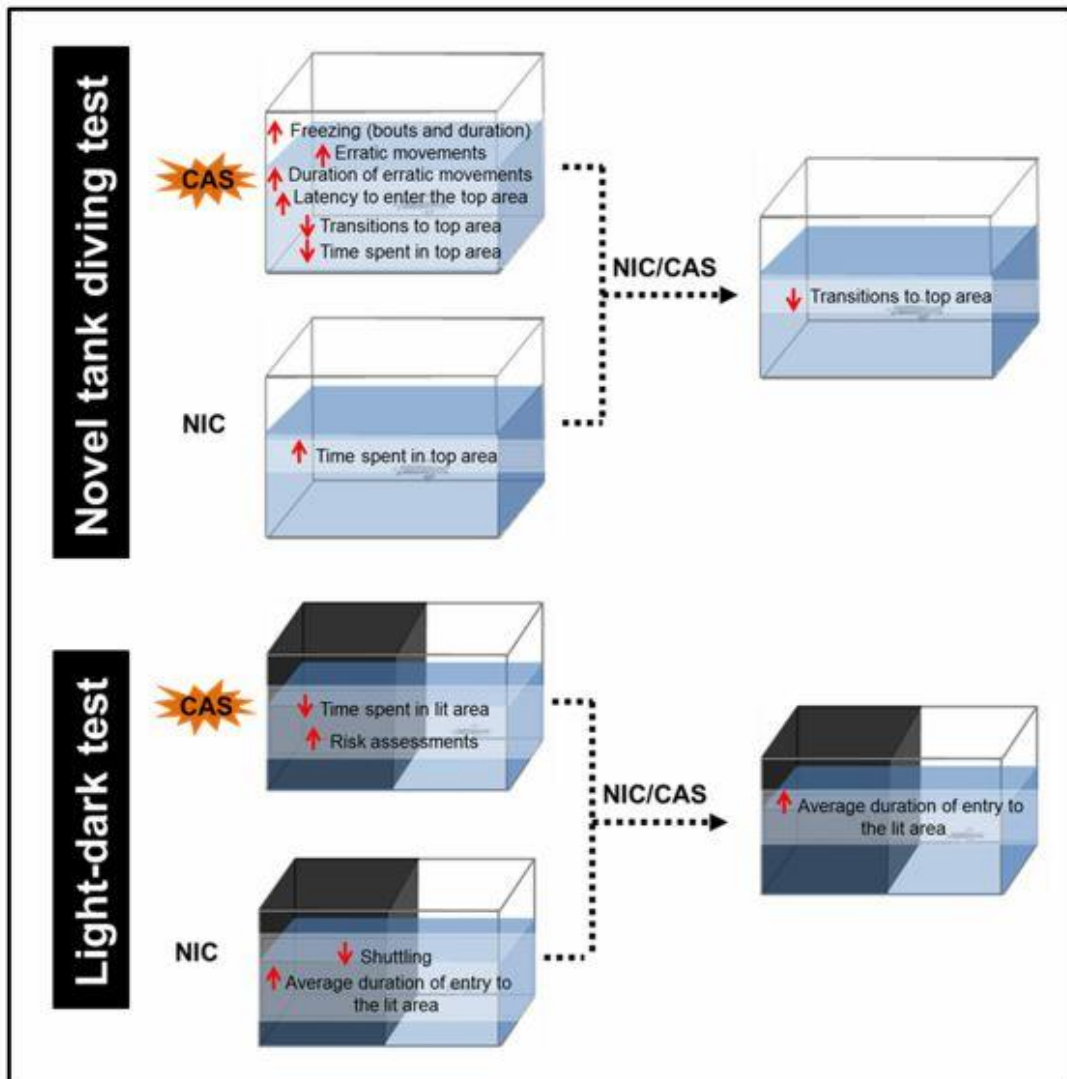 Novel tank diving test
CAS
↑ Freezing (bouts and duration)
↑ Erratic movements
↑ Duration of erratic movements
↑ Latency to enter the top area
↓ Transitions to top area
↓ Time spent in top area
NIC
↑ Time spent in top area
NIC/CAS
↓ Transitions to top area
Light-dark test
CAS
↓ Time spent in lit area
↑ Risk assessments
NIC
↓ Shuttling
↑ Average duration of entry to
the lit area
NIC/CAS
↑ Average duration of entry to
the lit area